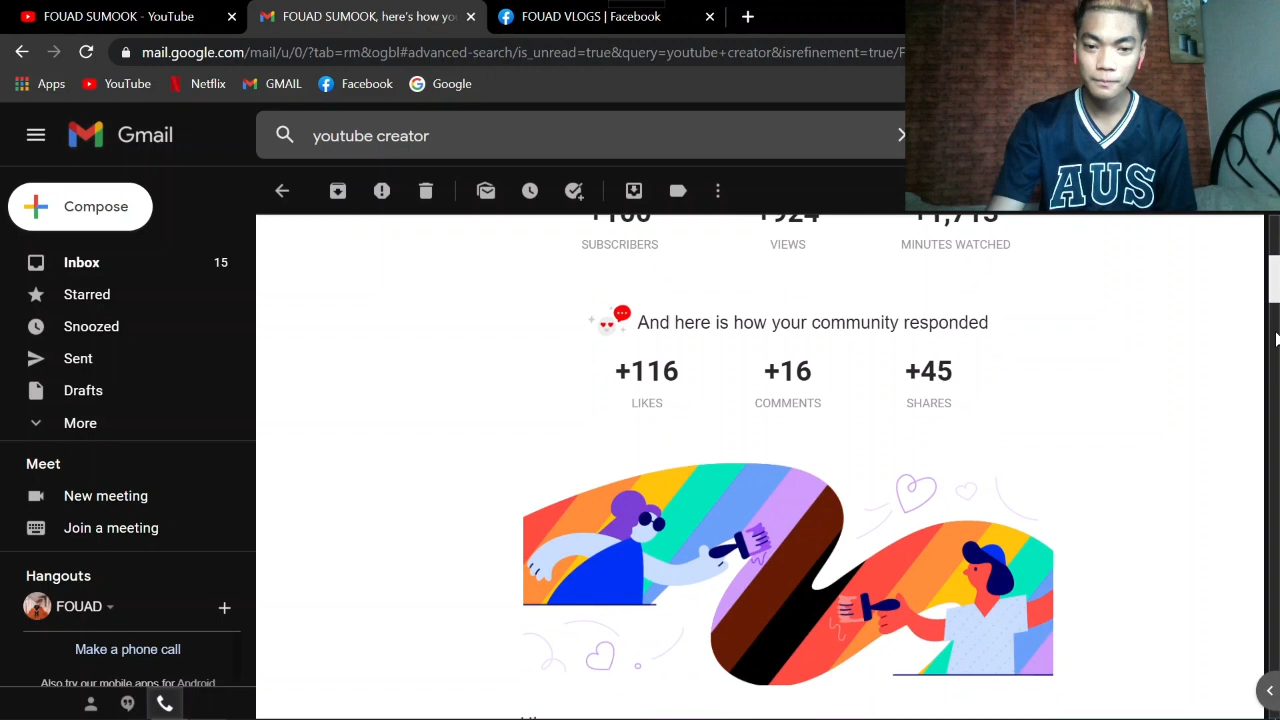 FOUAD SUMOOK - YouTube
FOUAD SUMOOK, here's how yo
FOUAD VLOGS | Facebook
mail.google.com/mail/u/0/?tab=rm&ogbl#advanced-search/is_unread=true&query=youtube+creator&isrefinement=true/F
Apps YouTube Netflix GMAIL Facebook Google
Gmail
youtube creator
AUS
Compose
+100 +924 +1,713
SUBSCRIBERS VIEWS MINUTES WATCHED
Inbox 15
Starred
Snoozed
Sent
Drafts
More
And here is how your community responded
+116 +16 +45
LIKES COMMENTS SHARES
Meet
New meeting
Join a meeting
Hangouts
FOUAD
Make a phone call
Also try our mobile apps for Android